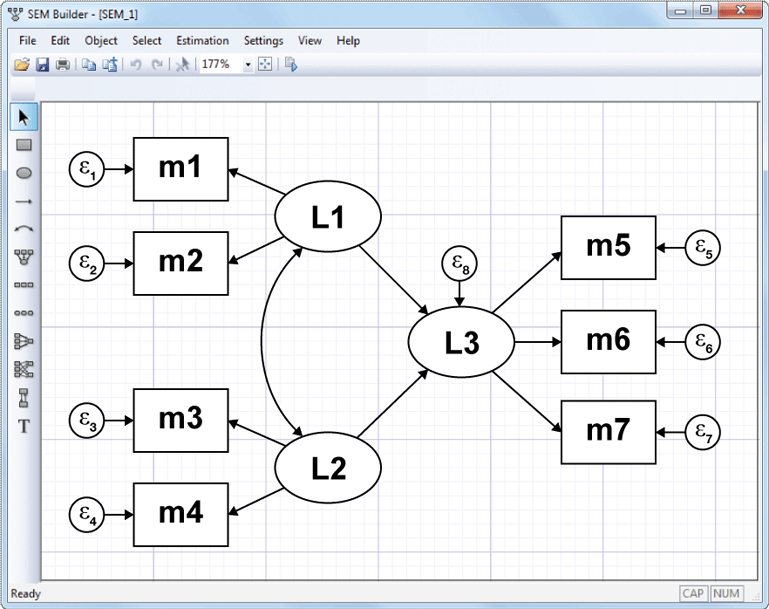 SEM Builder - [SEM_1]
File Edit Object Select Estimation Settings View Help
177%
T
ε1 m1
L1
ε2 m2
m5 ε5
ε8
L3
m6 ε6
ε3 m3
m7 ε7
L2
ε4 m4
Ready CAP NUM